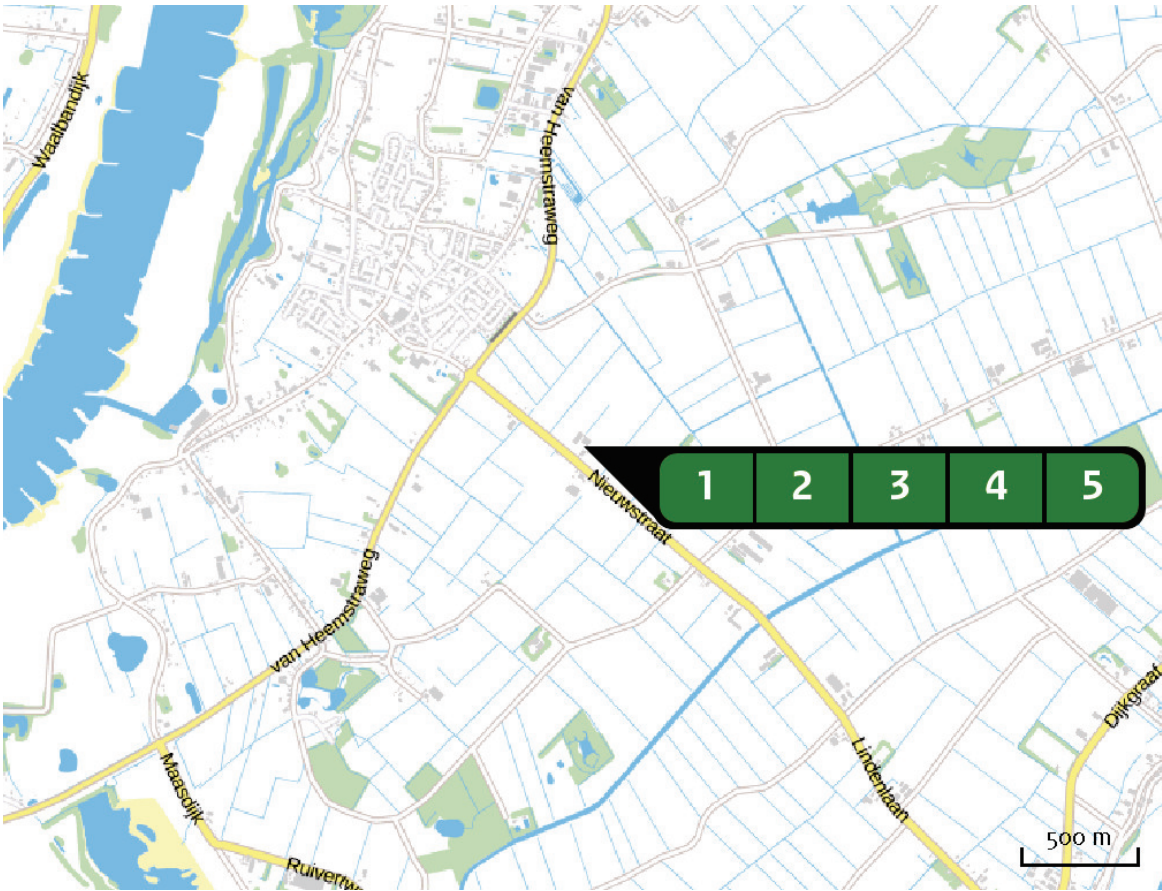 Waalbandijk
van Heemstraweg
1 2 3 4 5
Nieuwstraat
van Heemstraweg
Dijkgraaf
Lindenlaan
Maasdijk
500 m